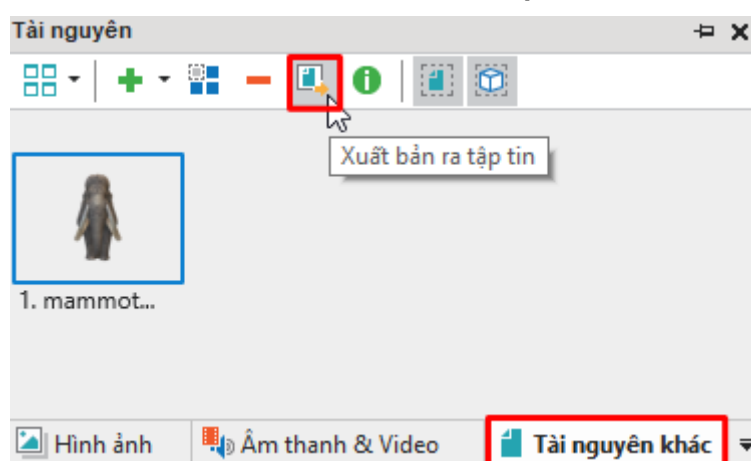 Tài nguyên
Xuất bản ra tập tin
1. mammot...
Hình ảnh
Âm thanh & Video
Tài nguyên khác